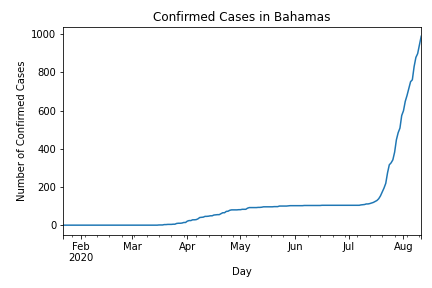 Confirmed Cases in Bahamas
1000
800
600
400
200
0
Number of Confirmed Cases
Feb Mar Apr May Jun Jul Aug
2020
Day